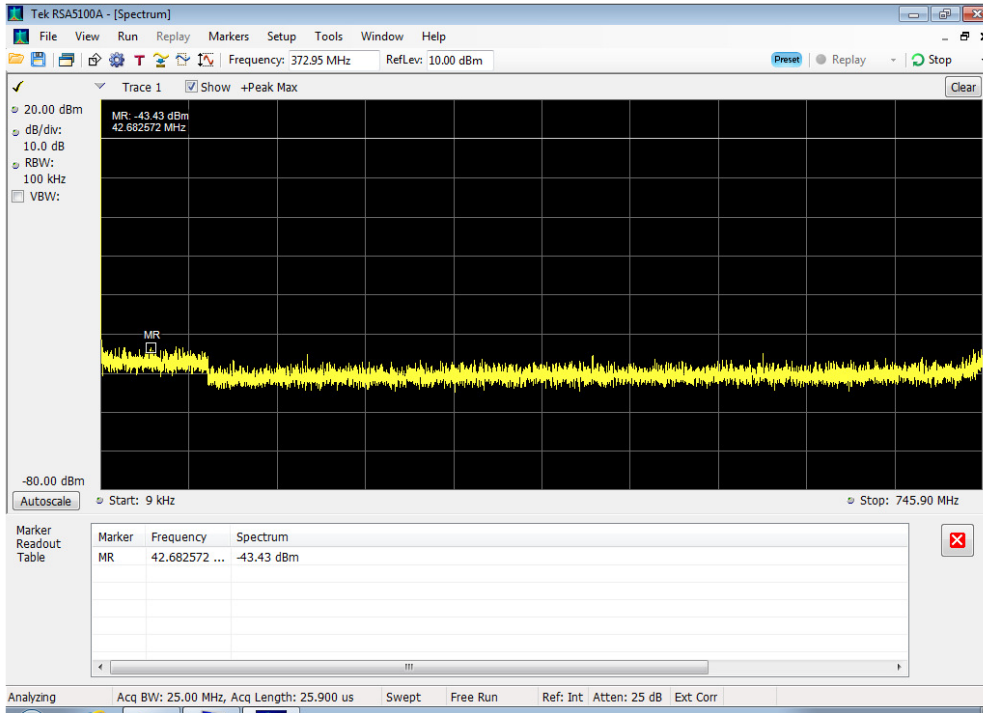 Tek RSA5100A - [Spectrum]
File View Run Replay Markers Setup Tools Window Help
T Frequency: 372.95 MHz RefLev: 10.00 dBm Preset Replay Stop
Trace 1 Show +Peak Max Clear
20.00 dBm
dB/div:
10.0 dB
RBW:
100 kHz
VBW:
MR: -43.43 dBm
42.682572 MHz
MR
-80.00 dBm
Autoscale Start: 9 kHz Stop: 745.90 MHz
Marker
Readout
Table
Marker Frequency Spectrum
MR 42.682572 ... -43.43 dBm
Analyzing Acq BW: 25.00 MHz, Acq Length: 25.900 us Swept Free Run Ref: Int Atten: 25 dB Ext Corr